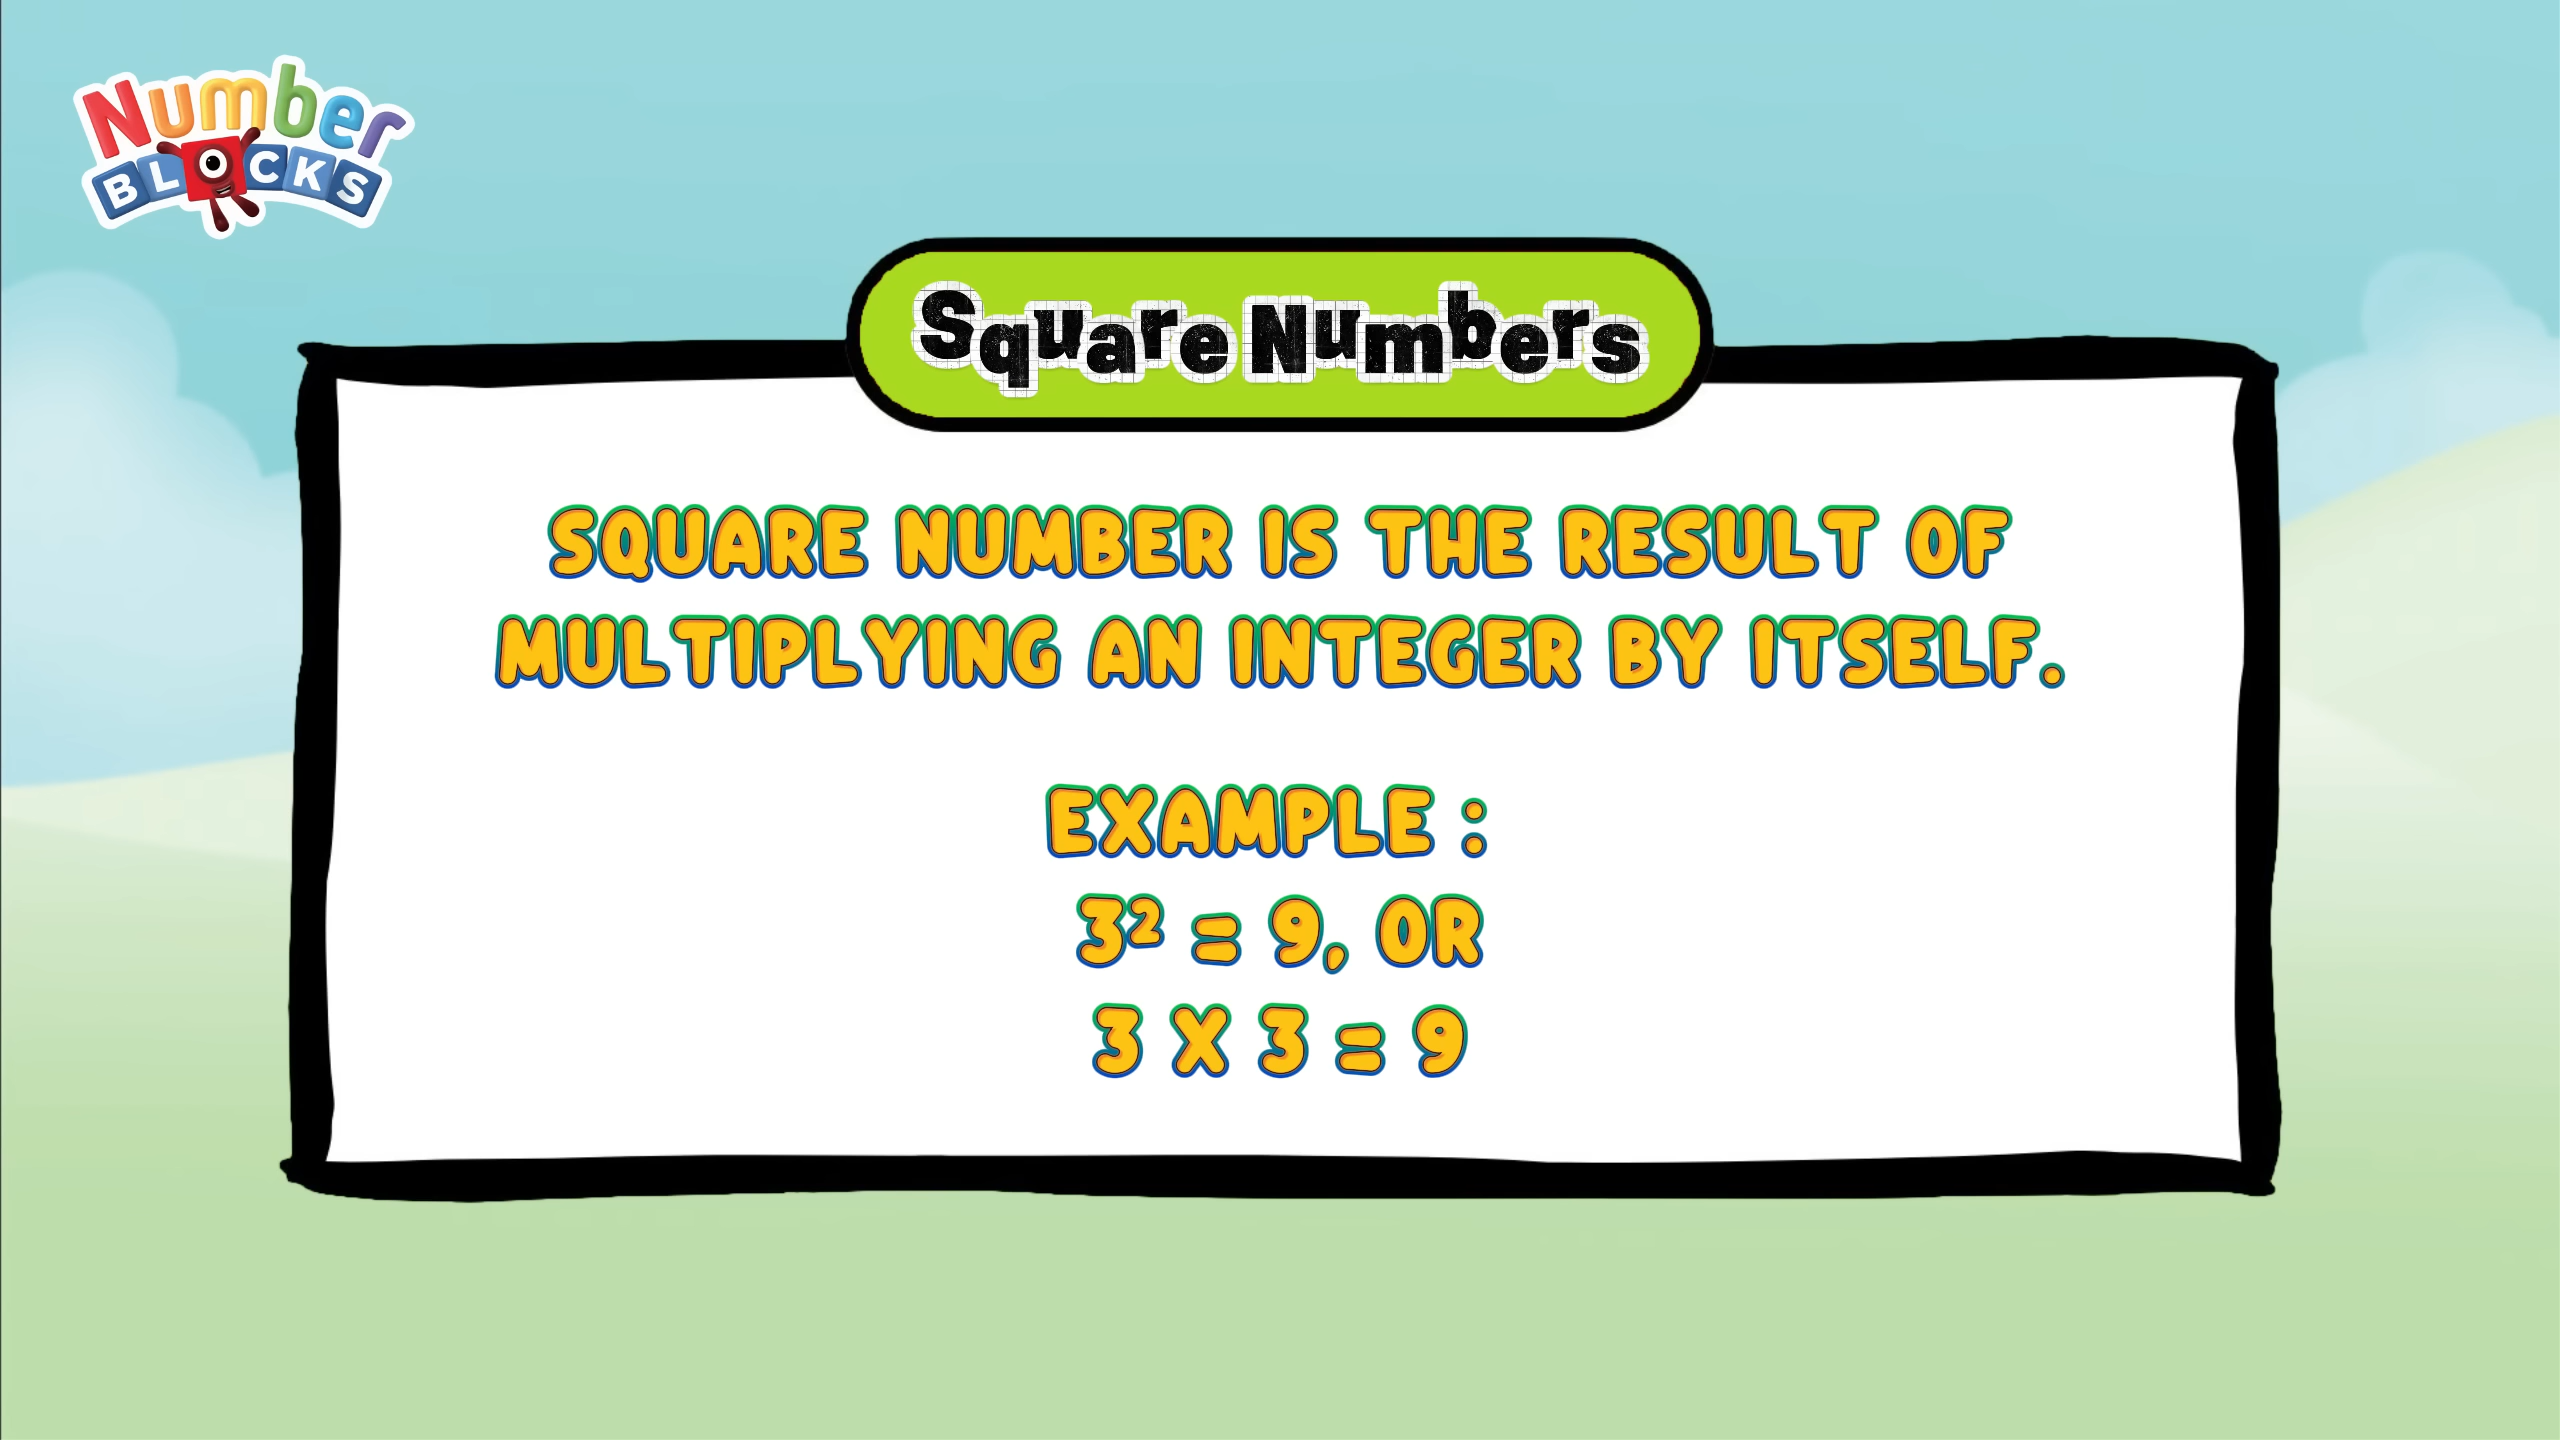 Number
BLOCKS
Square Numbers
SQUARE NUMBER IS THE RESULT OF
MULTIPLYING AN INTEGER BY ITSELF.
EXAMPLE :
3² = 9, OR
3 X 3 = 9